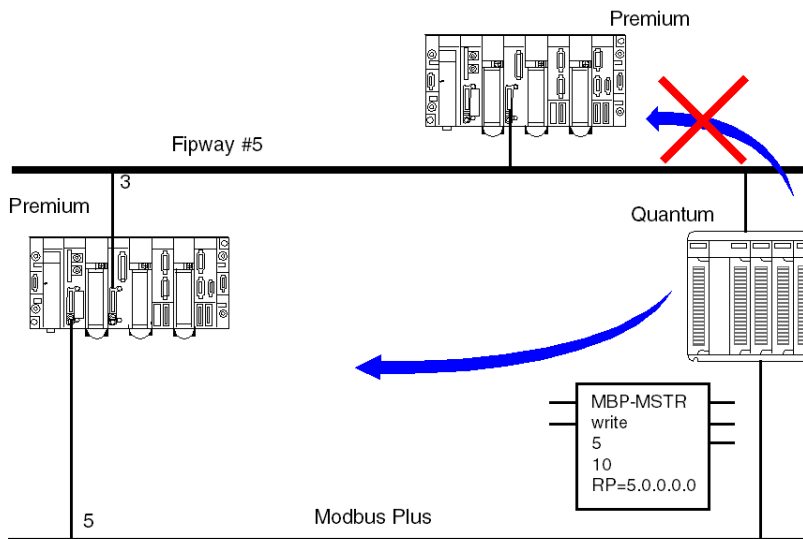 Premium
Fipway #5
3
Premium
Quantum
MBP-MSTR
write
5
10
RP=5.0.0.0.0
5
Modbus Plus